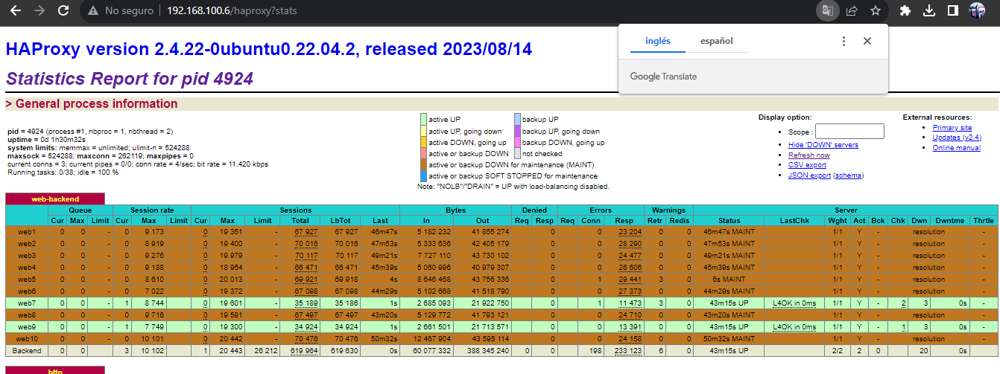 No seguro 192.168.100.6/haproxy?stats
inglés español
Google Translate
HAProxy version 2.4.22-0ubuntu0.22.04.2, released 2023/08/14
Statistics Report for pid 4924
> General process information
pid = 4924 (process #1, nbproc = 1, nbthread = 2)
uptime = 0d 1h30m32s
system limits: memmax = unlimited; ulimit-n = 524288
maxsock = 524288; maxconn = 262119; maxpipes = 0
current conns = 3; current pipes = 0/0; conn rate = 4/sec; bit rate = 11.420 kbps
Running tasks: 0/38; idle = 100 %
active UP backup UP
active UP, going down backup UP, going down
active DOWN, going up backup DOWN, going up
active or backup DOWN not checked
active or backup DOWN for maintenance (MAINT)
active or backup SOFT STOPPED for maintenance
Note: "NOLB"/"DRAIN" = UP with load-balancing disabled.
Display option:
Scope :
Hide 'DOWN' servers
Refresh now
CSV export
JSON export (schema)
External resources:
Primary site
Updates (v2.4)
Online manual
web-backend
Queue Session rate Sessions Bytes Denied Errors Warnings Server
Cur Max Limit Cur Max Limit Cur Max Limit Total LbTot Last In Out Req Resp Req Conn Resp Retr Redis Status LastChk Wght Act Bck Chk Dwn Dwntme Thrtle
web1 0 0 - 0 9 173 0 19 351 - 67 927 67 927 46m47s 5 182 232 41 855 274 0 0 23 204 0 0 46m47s MAINT 1/1 Y - resolution -
web2 0 0 - 0 8 919 0 19 400 - 70 016 70 016 47m53s 5 333 636 42 405 179 0 0 28 290 0 0 47m53s MAINT 1/1 Y - resolution -
web3 0 0 - 0 9 276 0 19 979 - 70 117 70 117 49m21s 7 727 110 43 730 102 0 0 24 477 0 0 49m21s MAINT 1/1 Y - resolution -
web4 0 0 - 0 9 188 0 18 954 - 66 471 66 471 45m39s 5 060 996 40 979 307 0 0 26 606 0 0 45m39s MAINT 1/1 Y - resolution -
web5 0 0 - 0 8 610 0 20 013 - 69 921 69 918 4s 8 646 468 43 756 336 0 1 29 441 3 0 6s MAINT 1/1 Y - resolution -
web6 0 0 - 0 7 022 0 19 372 - 67 098 67 098 44m29s 5 102 668 41 518 790 0 0 27 373 0 0 44m29s MAINT 1/1 Y - resolution -
web7 0 0 - 1 8 744 0 19 601 - 35 189 35 186 1s 2 685 093 21 922 750 0 1 11 473 3 0 43m15s UP L4OK in 0ms 1/1 Y - 2 3 0s -
web8 0 0 - 0 9 716 0 19 591 - 67 497 67 497 43m20s 5 129 772 41 793 121 0 0 24 710 0 0 43m20s MAINT 1/1 Y - resolution -
web9 0 0 - 1 7 749 0 19 300 - 34 924 34 924 1s 2 661 501 21 713 571 0 0 13 391 0 0 43m15s UP L4OK in 0ms 1/1 Y - 1 3 0s -
web10 0 0 - 0 10 101 0 20 442 - 70 476 70 476 50m32s 12 467 904 43 595 114 0 0 24 158 0 0 50m32s MAINT 1/1 Y - resolution -
Backend 0 0 3 10 102 1 20 443 26 212 619 964 619 630 0s 60 077 332 388 345 240 0 0 198 233 123 6 0 43m15s UP 2/2 2 0 20 0s
http